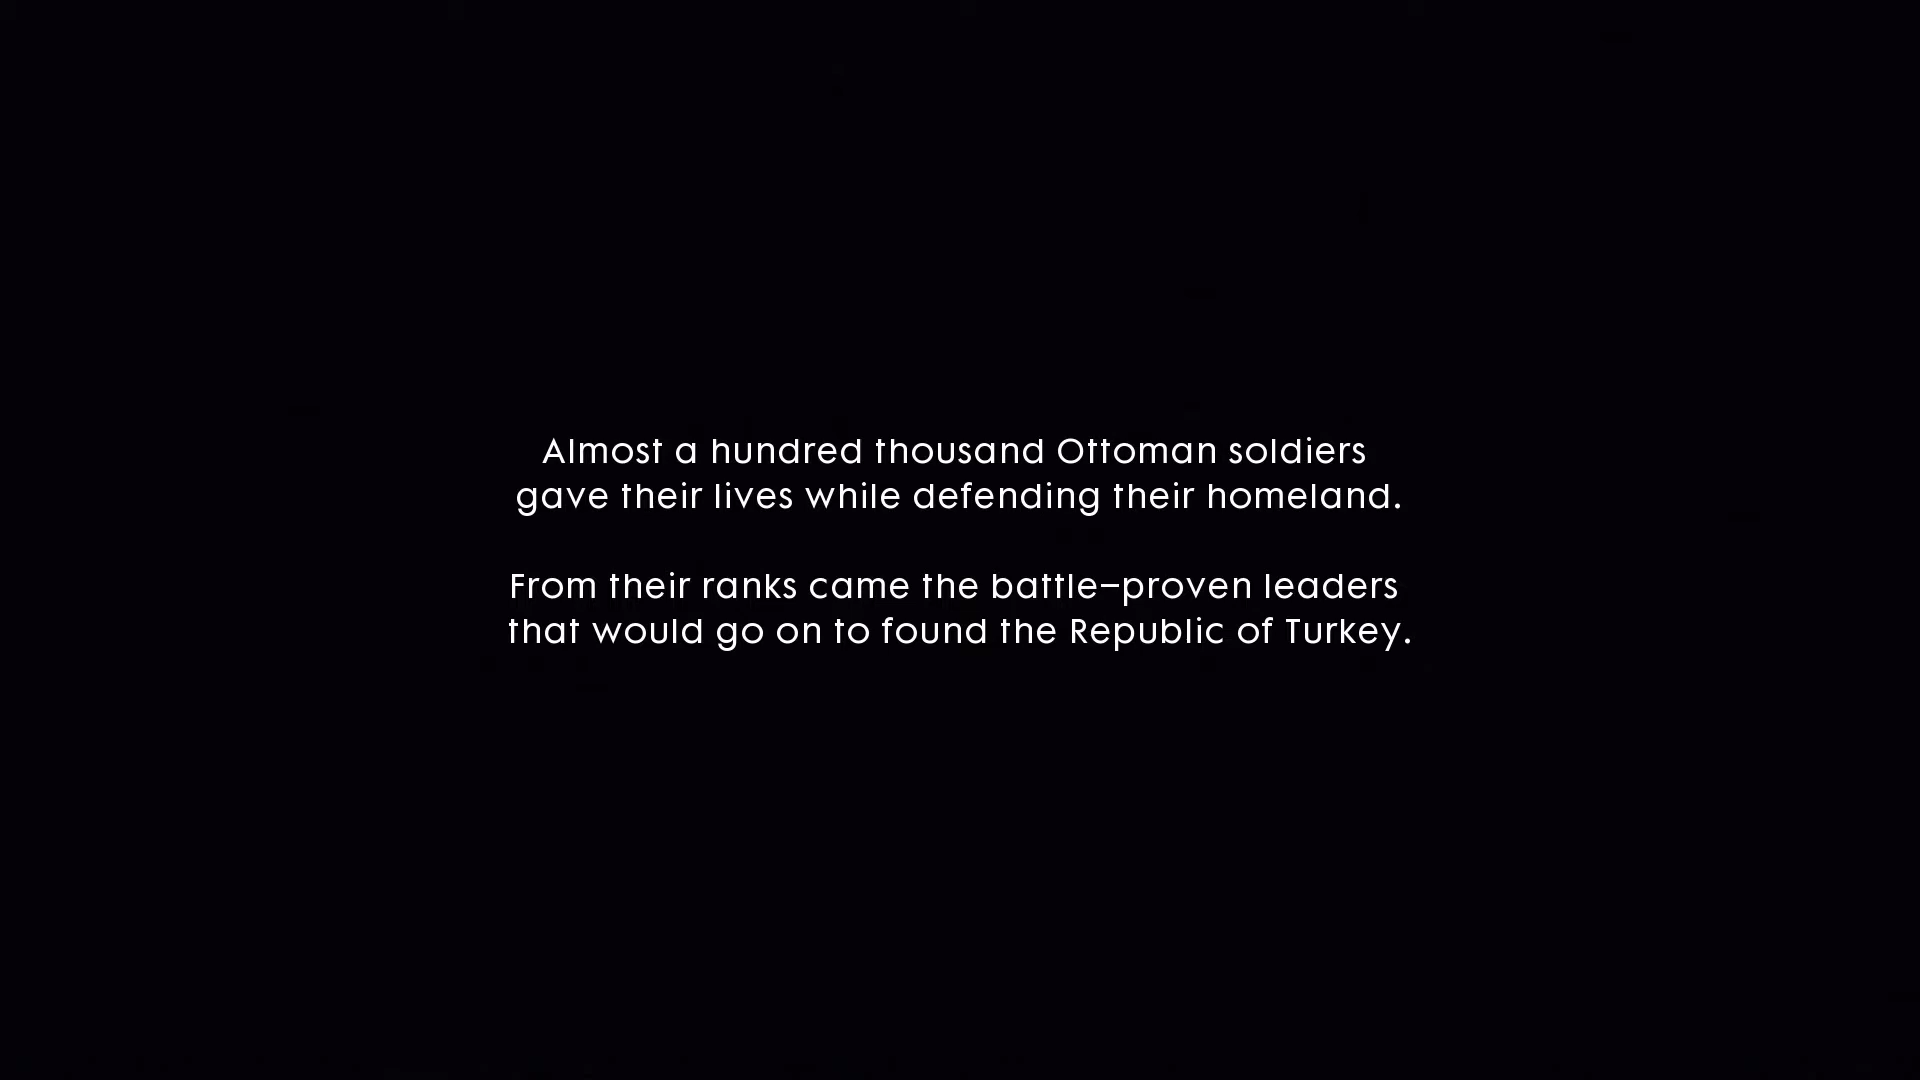 Almost a hundred thousand Ottoman soldiers
gave their lives while defending their homeland.
From their ranks came the battle–proven leaders
that would go on to found the Republic of Turkey.